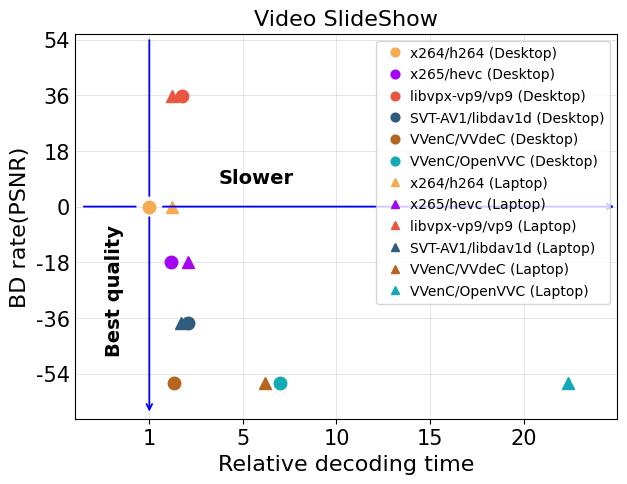 Video SlideShow
54
36
18
0
-18
-36
-54
BD rate(PSNR)
x264/h264 (Desktop)
x265/hevc (Desktop)
libvpx-vp9/vp9 (Desktop)
SVT-AV1/libdav1d (Desktop)
VVenC/VVdeC (Desktop)
VVenC/OpenVVC (Desktop)
x264/h264 (Laptop)
x265/hevc (Laptop)
libvpx-vp9/vp9 (Laptop)
SVT-AV1/libdav1d (Laptop)
VVenC/VVdeC (Laptop)
VVenC/OpenVVC (Laptop)
Slower
Best quality
1 5 10 15 20
Relative decoding time